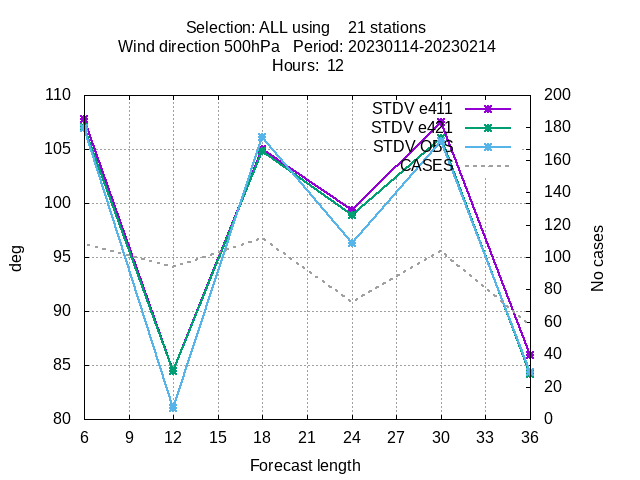 Selection: ALL using 21 stations
Wind direction 500hPa Period: 20230114-20230214
Hours: 12
STDV e411
STDV e421
STDV OBS
CASES
110
105
100
95
90
85
80
200
180
160
140
120
100
80
60
40
20
0
deg
No cases
6 9 12 15 18 21 24 27 30 33 36
Forecast length